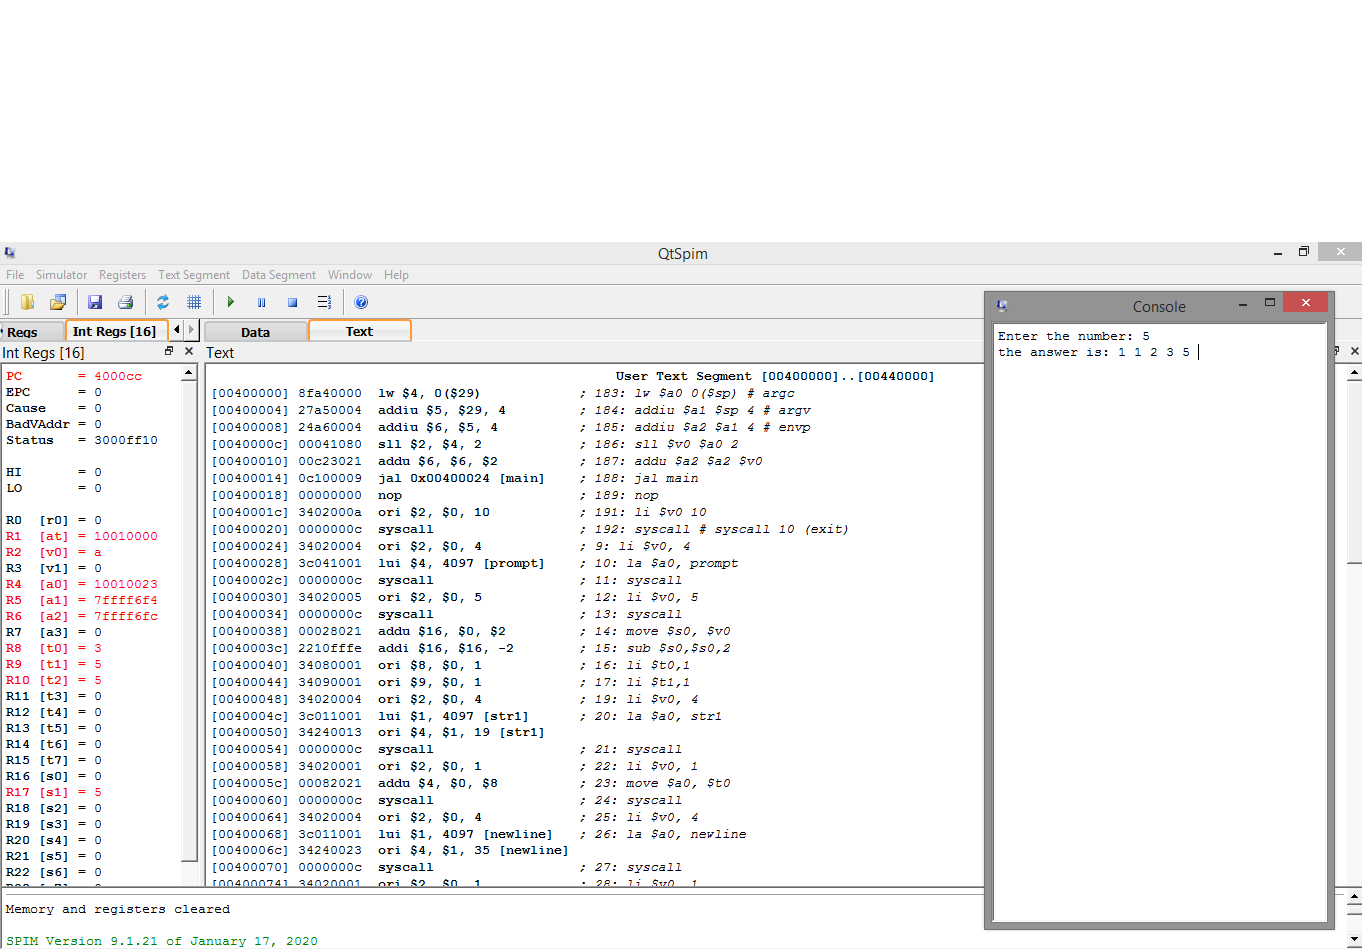 QtSpim
File Simulator Registers Text Segment Data Segment Window Help
Regs Int Regs [16] Data Text
Int Regs [16]
PC = 4000cc
EPC = 0
Cause = 0
BadVAddr = 0
Status = 3000ff10
HI = 0
LO = 0
R0 [r0] = 0
R1 [at] = 10010000
R2 [v0] = a
R3 [v1] = 0
R4 [a0] = 10010023
R5 [a1] = 7ffff6f4
R6 [a2] = 7ffff6fc
R7 [a3] = 0
R8 [t0] = 3
R9 [t1] = 5
R10 [t2] = 5
R11 [t3] = 0
R12 [t4] = 0
R13 [t5] = 0
R14 [t6] = 0
R15 [t7] = 0
R16 [s0] = 0
R17 [s1] = 5
R18 [s2] = 0
R19 [s3] = 0
R20 [s4] = 0
R21 [s5] = 0
R22 [s6] = 0
Text
User Text Segment [00400000]..[00440000]
[00400000] 8fa40000 lw $4, 0($29) ; 183: lw $a0 0($sp) # argc
[00400004] 27a50004 addiu $5, $29, 4 ; 184: addiu $a1 $sp 4 # argv
[00400008] 24a60004 addiu $6, $5, 4 ; 185: addiu $a2 $a1 4 # envp
[0040000c] 00041080 sll $2, $4, 2 ; 186: sll $v0 $a0 2
[00400010] 00c23021 addu $6, $6, $2 ; 187: addu $a2 $a2 $v0
[00400014] 0c100009 jal 0x00400024 [main] ; 188: jal main
[00400018] 00000000 nop ; 189: nop
[0040001c] 3402000a ori $2, $0, 10 ; 191: li $v0 10
[00400020] 0000000c syscall ; 192: syscall # syscall 10 (exit)
[00400024] 34020004 ori $2, $0, 4 ; 9: li $v0, 4
[00400028] 3c041001 lui $4, 4097 [prompt] ; 10: la $a0, prompt
[0040002c] 0000000c syscall ; 11: syscall
[00400030] 34020005 ori $2, $0, 5 ; 12: li $v0, 5
[00400034] 0000000c syscall ; 13: syscall
[00400038] 00028021 addu $16, $0, $2 ; 14: move $s0, $v0
[0040003c] 2210fffe addi $16, $16, -2 ; 15: sub $s0,$s0,2
[00400040] 34080001 ori $8, $0, 1 ; 16: li $t0,1
[00400044] 34090001 ori $9, $0, 1 ; 17: li $t1,1
[00400048] 34020004 ori $2, $0, 4 ; 19: li $v0, 4
[0040004c] 3c011001 lui $1, 4097 [str1] ; 20: la $a0, str1
[00400050] 34240013 ori $4, $1, 19 [str1]
[00400054] 0000000c syscall ; 21: syscall
[00400058] 34020001 ori $2, $0, 1 ; 22: li $v0, 1
[0040005c] 00082021 addu $4, $0, $8 ; 23: move $a0, $t0
[00400060] 0000000c syscall ; 24: syscall
[00400064] 34020004 ori $2, $0, 4 ; 25: li $v0, 4
[00400068] 3c011001 lui $1, 4097 [newline] ; 26: la $a0, newline
[0040006c] 34240023 ori $4, $1, 35 [newline]
[00400070] 0000000c syscall ; 27: syscall
[00400074] 34020001 ori $2, $0, 1 ; 28: li $v0, 1
Console
Enter the number: 5
the answer is: 1 1 2 3 5
Memory and registers cleared
SPIM Version 9.1.21 of January 17, 2020